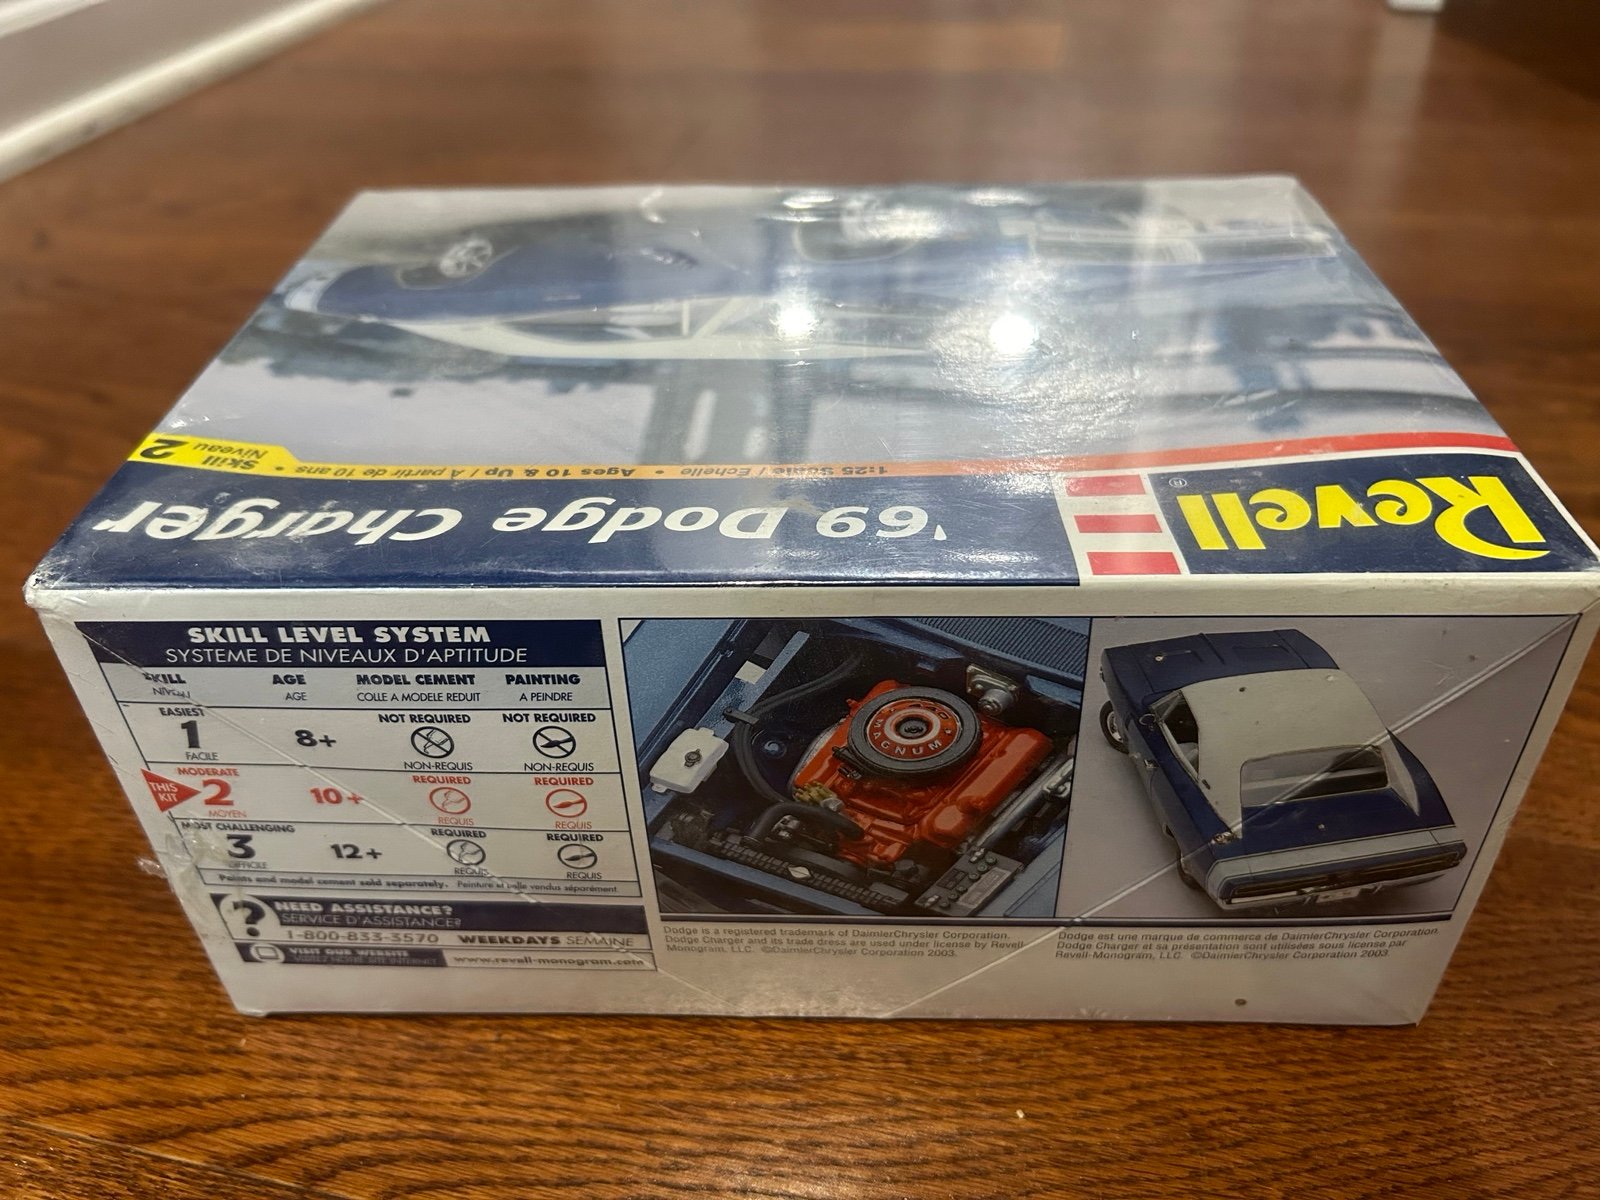 Revell®
'69 Dodge Charger
1:25 Scale / Echelle • Ages 10 & Up / À partir de 10 ans •
Skill
Niveau
2
SKILL LEVEL SYSTEM
SYSTEME DE NIVEAUX D'APTITUDE
SKILL AGE MODEL CEMENT PAINTING
NIVEAU AGE COLLE A MODELE REDUIT A PEINDRE
EASIEST
1
FACILE
8+
NOT REQUIRED
NON-REQUIS
NOT REQUIRED
NON-REQUIS
THIS KIT
MODERATE
2
MOYEN
10+
REQUIRED
REQUIS
REQUIRED
REQUIS
MOST CHALLENGING
3
DIFFICILE
12+
REQUIRED
REQUIS
REQUIRED
REQUIS
Paints and model cement sold separately. Peinture et colle vendus séparément.
?
NEED ASSISTANCE?
SERVICE D'ASSISTANCE?
1-800-833-3570 WEEKDAYS SEMAINE
VISIT OUR WEBSITE
VISITEZ NOTRE SITE INTERNET
www.revell-monogram.com
MAGNUM
Dodge is a registered trademark of DaimlerChrysler Corporation.
Dodge Charger and its trade dress are used under license by Revell-
Monogram, LLC. ©DaimlerChrysler Corporation 2003.
Dodge est une marque de commerce de DaimlerChrysler Corporation.
Dodge Charger et sa présentation sont utilisées sous license par
Revell-Monogram, LLC. ©DaimlerChrysler Corporation 2003.